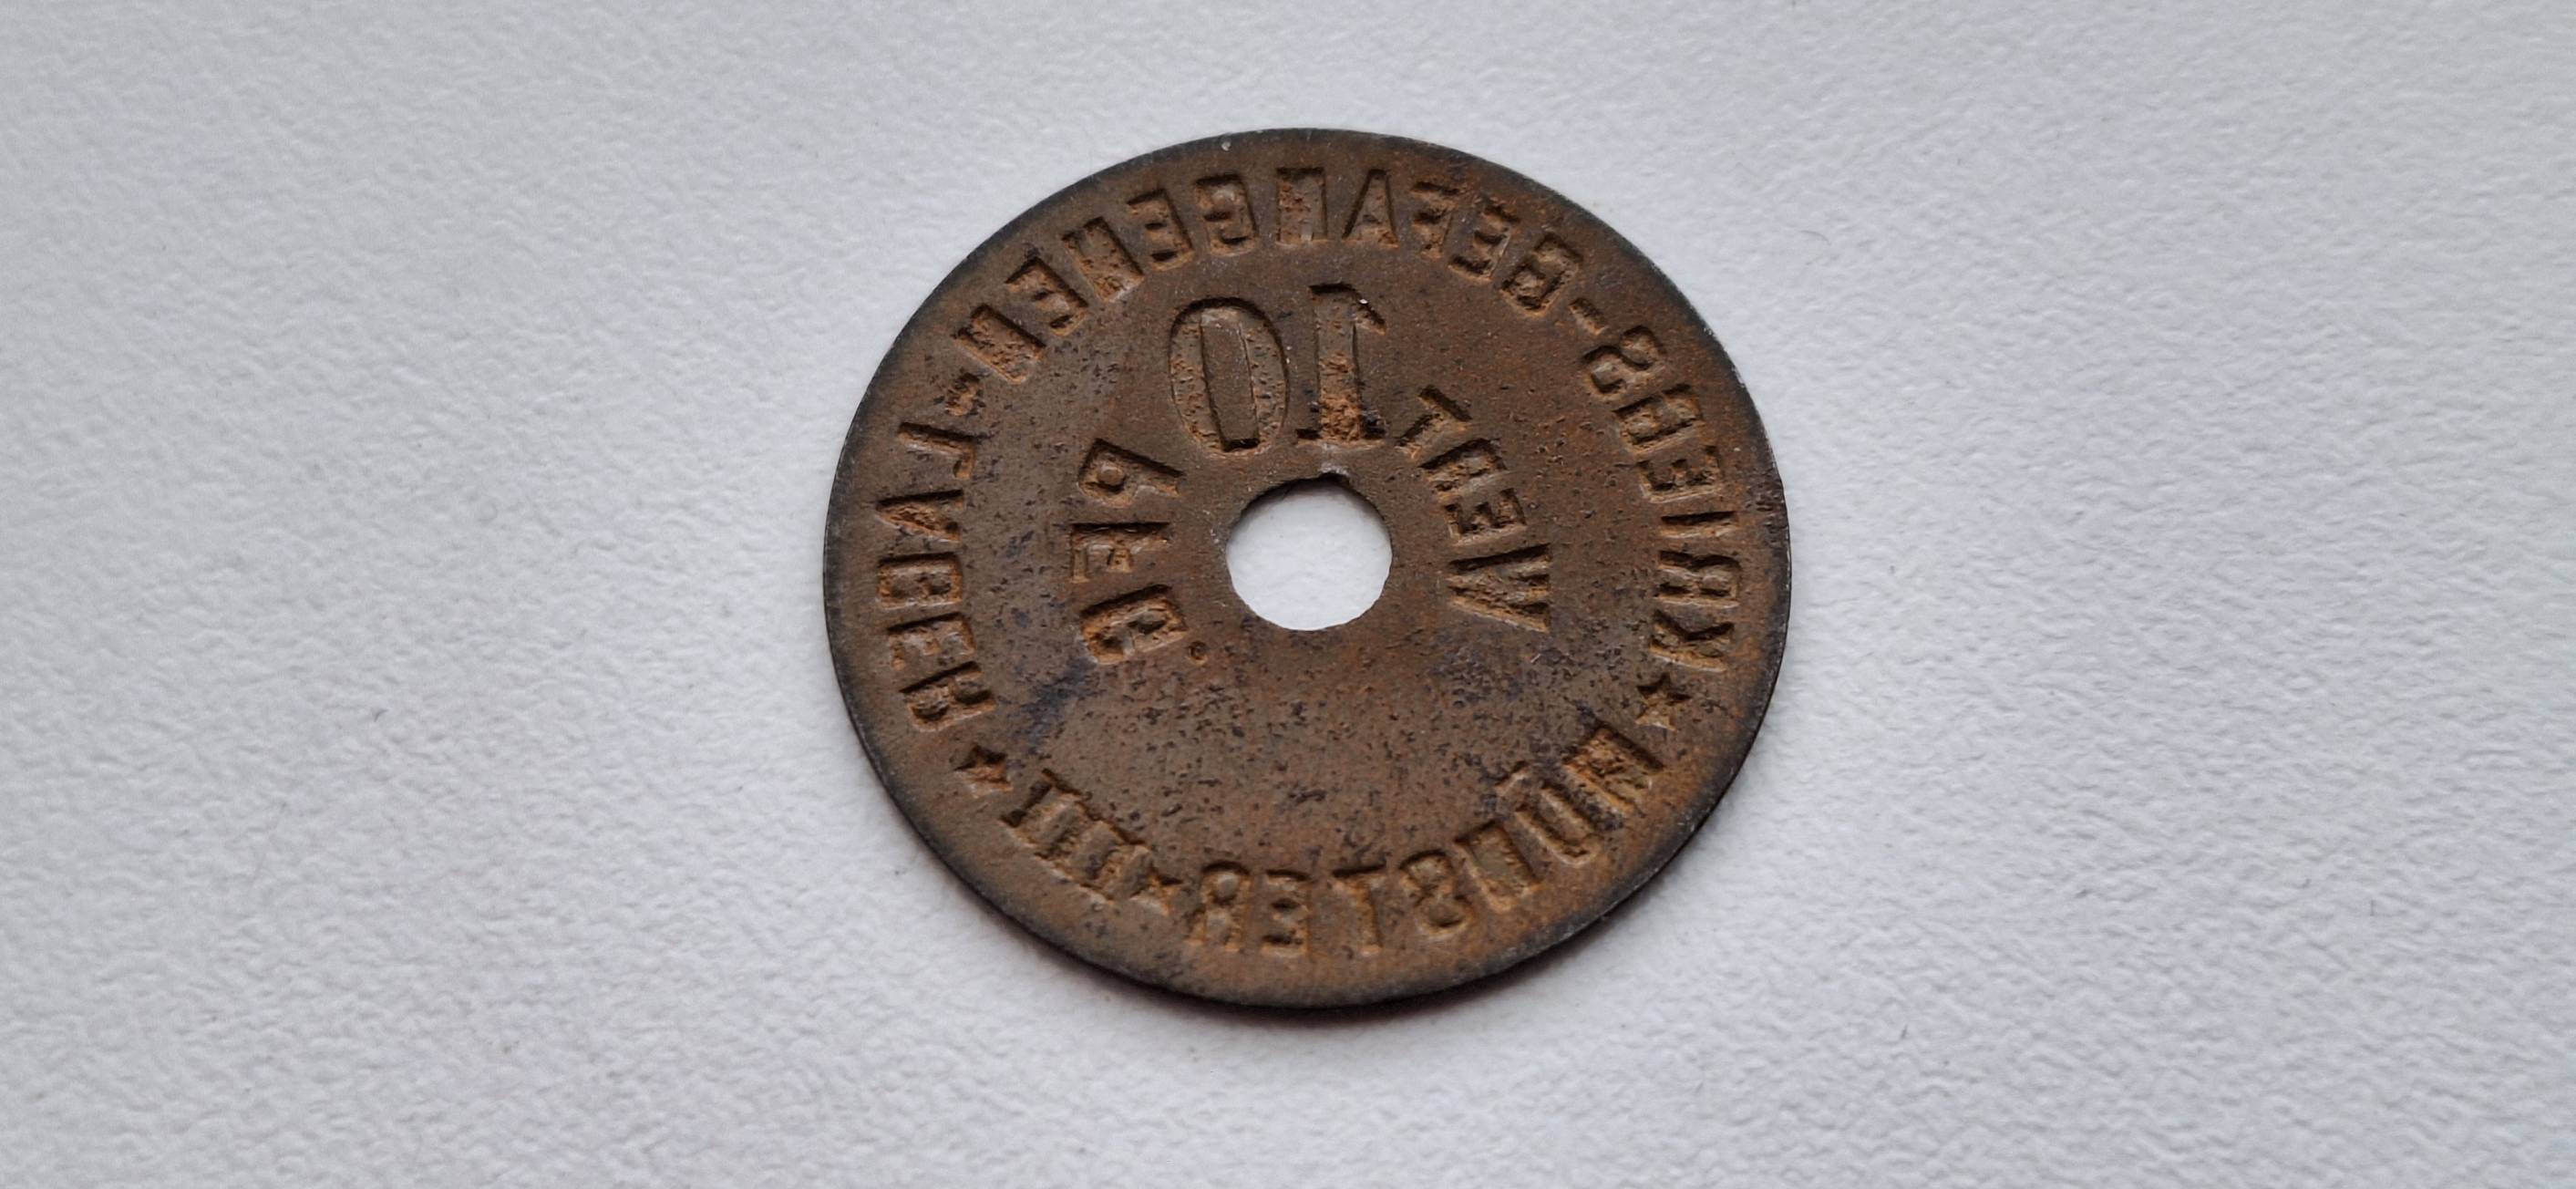 KRIEGS-GEFANGENEN-LAGER
WERT 10 PFG.
MÜNSTER III